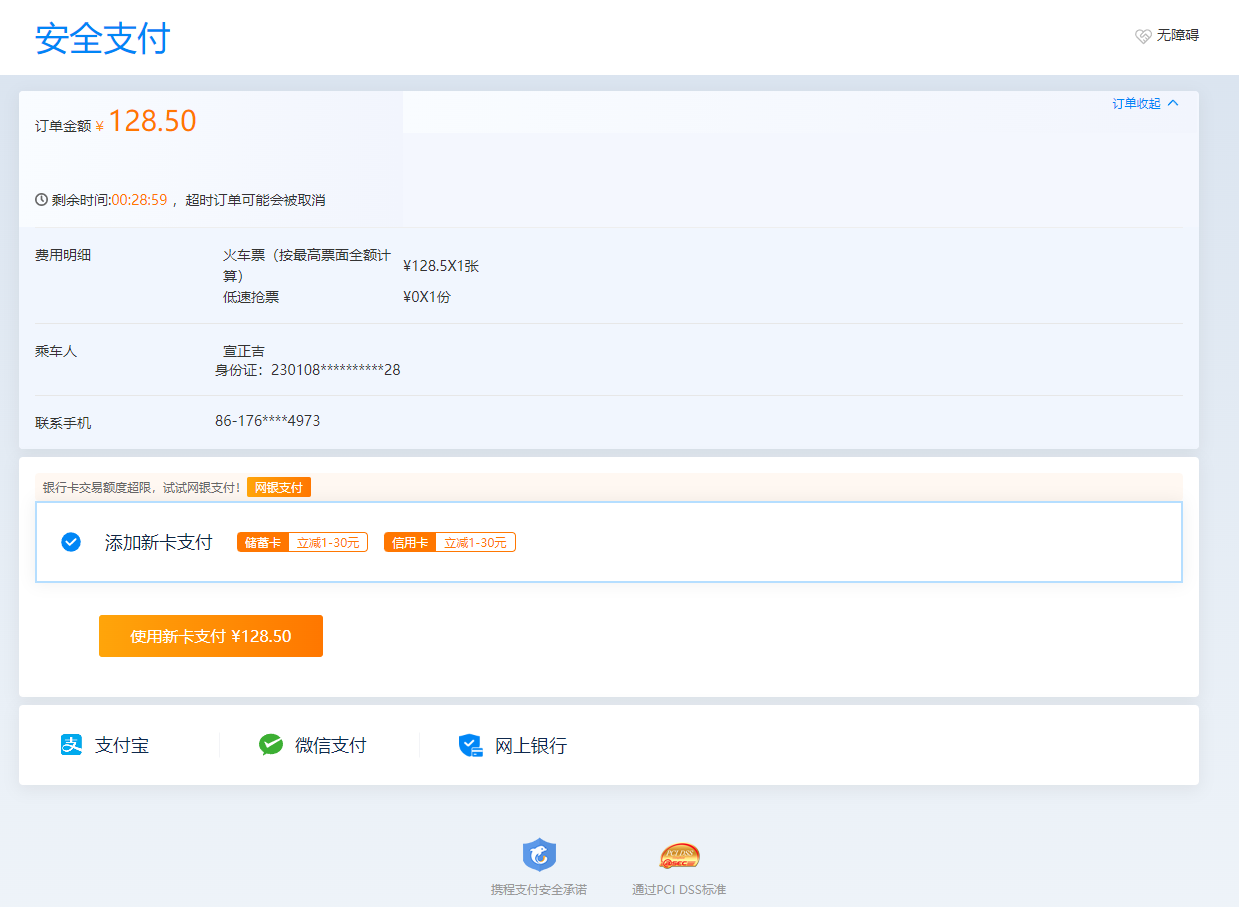 安全支付
无障碍
订单金额 ¥ 128.50
订单收起
剩余时间:00:28:59 ，超时订单可能会被取消
费用明细
火车票（按最高票面全额计
算）
¥128.5X1张
低速抢票
¥0X1份
乘车人
宣正吉
身份证：230108**********28
联系手机
86-176****4973
银行卡交易额度超限，试试网银支付！ 网银支付
添加新卡支付 储蓄卡 立减1-30元 信用卡 立减1-30元
使用新卡支付 ¥128.50
支付宝 微信支付 网上银行
PCI DSS
@sec
携程支付安全承诺 通过PCI DSS标准